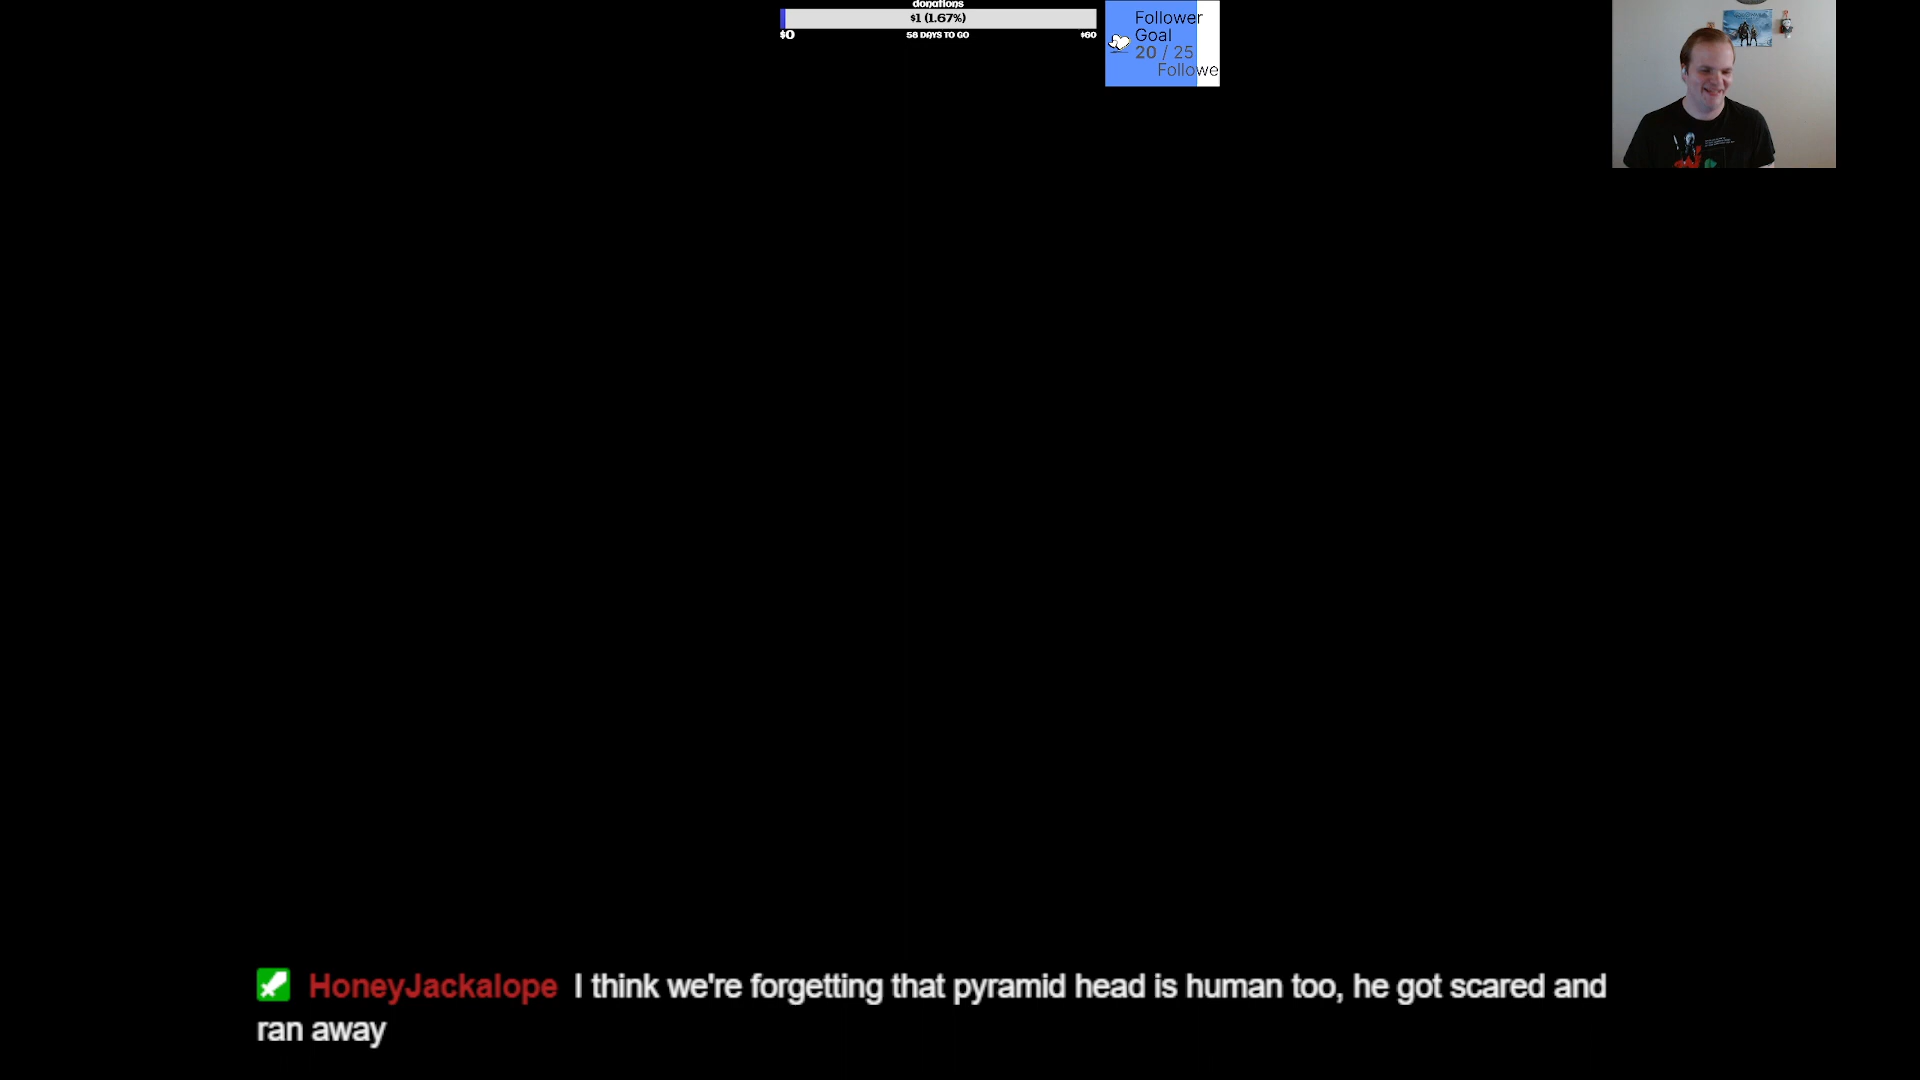 donations
$1 (1.67%)
$0
58 DAYS TO GO
$60
Follower
Goal
20 / 25
Followe
HoneyJackalope I think we're forgetting that pyramid head is human too, he got scared and
ran away